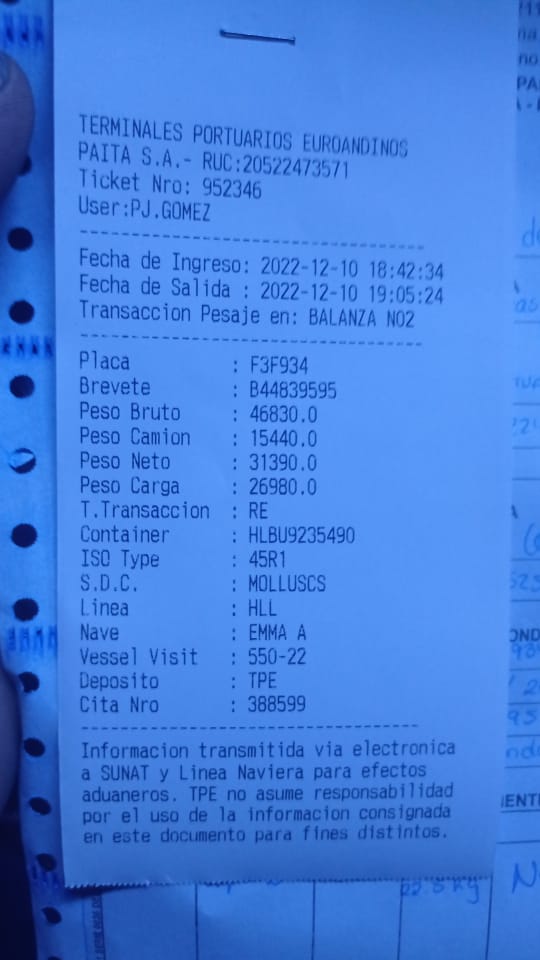 TERMINALES PORTUARIOS EUROANDINOS
PAITA S.A.- RUC:20522473571
Ticket Nro: 952346
User:PJ.GOMEZ
Fecha de Ingreso: 2022-12-10 18:42:34
Fecha de Salida : 2022-12-10 19:05:24
Transaccion Pesaje en: BALANZA NO2
Placa : F3F934
Brevete : B44839595
Peso Bruto : 46830.0
Peso Camion : 15440.0
Peso Neto : 31390.0
Peso Carga : 26980.0
T.Transaccion : RE
Container : HLBU9235490
ISO Type : 45R1
S.D.C. : MOLLUSCS
Linea : HLL
Nave : EMMA A
Vessel Visit : 550-22
Deposito : TPE
Cita Nro : 388599
Informacion transmitida via electronica
a SUNAT y Linea Naviera para efectos
aduaneros. TPE no asume responsabilidad
por el uso de la informacion consignada
en este documento para fines distintos.